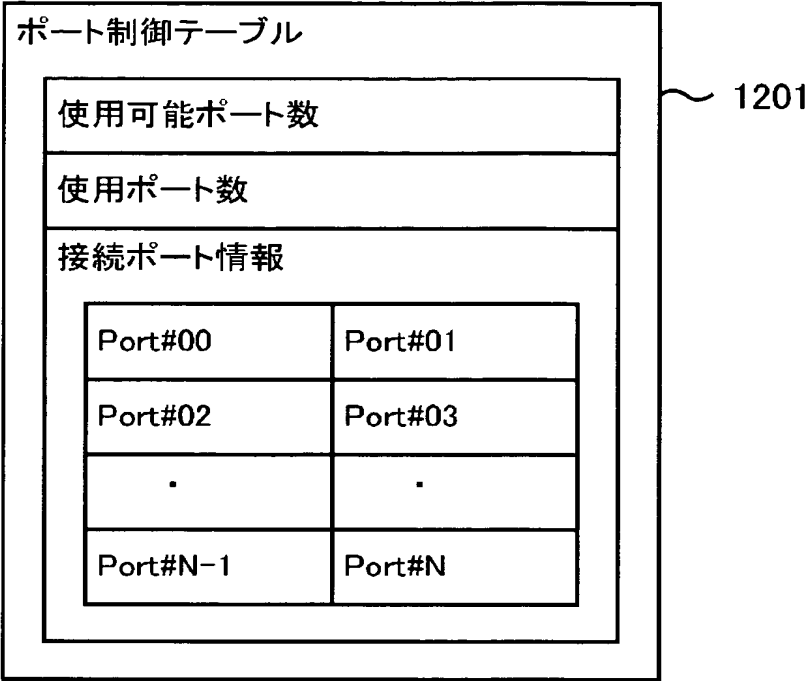 ポート制御テーブル
1201
使用可能ポート数
使用ポート数
接続ポート情報
Port#00 Port#01
Port#02 Port#03
・ ・
Port#N-1 Port#N